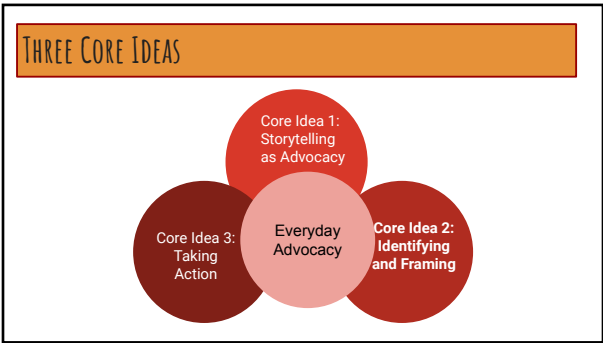 THREE CORE IDEAS
Core Idea 1:
Storytelling
as Advocacy
Core Idea 3:
Taking
Action
Everyday
Advocacy
Core Idea 2:
Identifying
and Framing